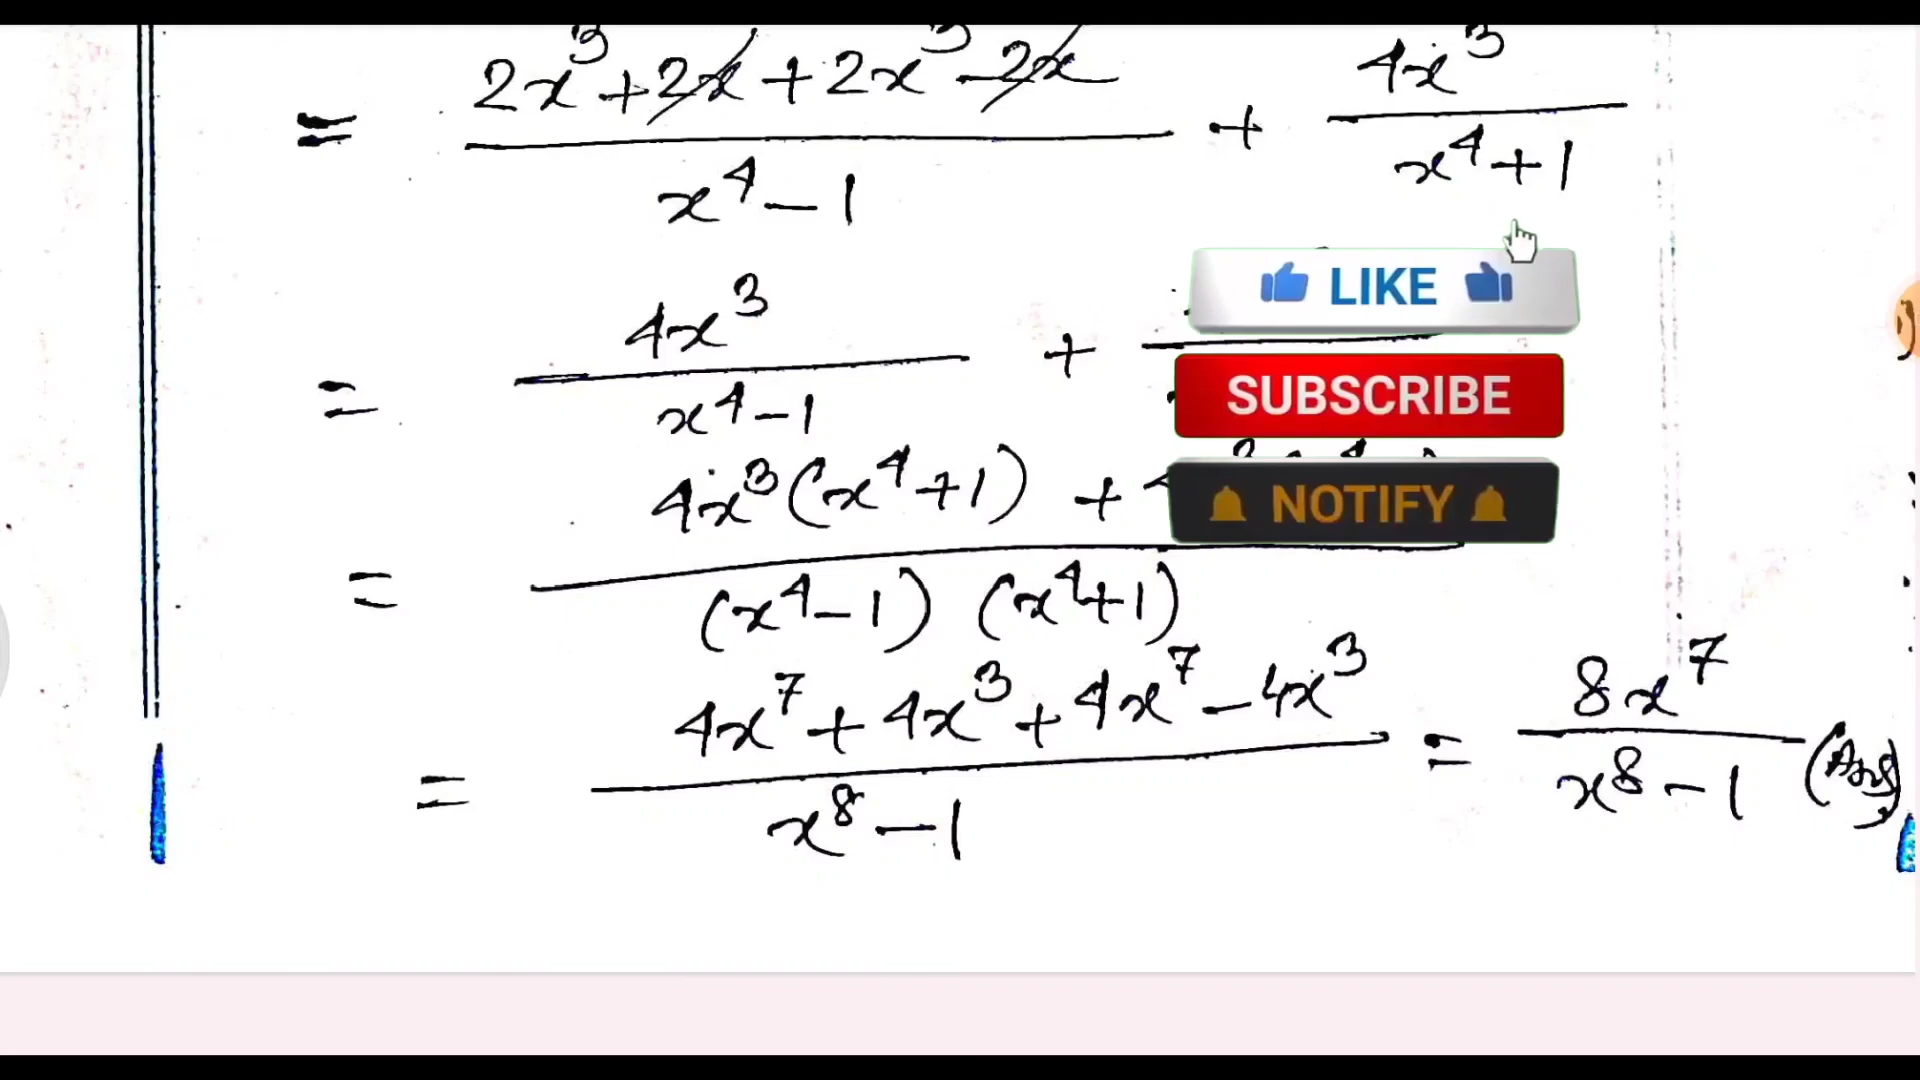 = (2x³ + 2x + 2x³ - 2x)/(x⁴ - 1) + 4x³/(x⁴ + 1)
= 4x³/(x⁴ - 1) +
LIKE
SUBSCRIBE
= 4x³(x⁴ + 1) + /(x⁴ - 1) (x⁴ + 1)
NOTIFY
= (4x⁷ + 4x³ + 4x⁷ - 4x³)/(x⁸ - 1) = 8x⁷/(x⁸ - 1) (Ans)